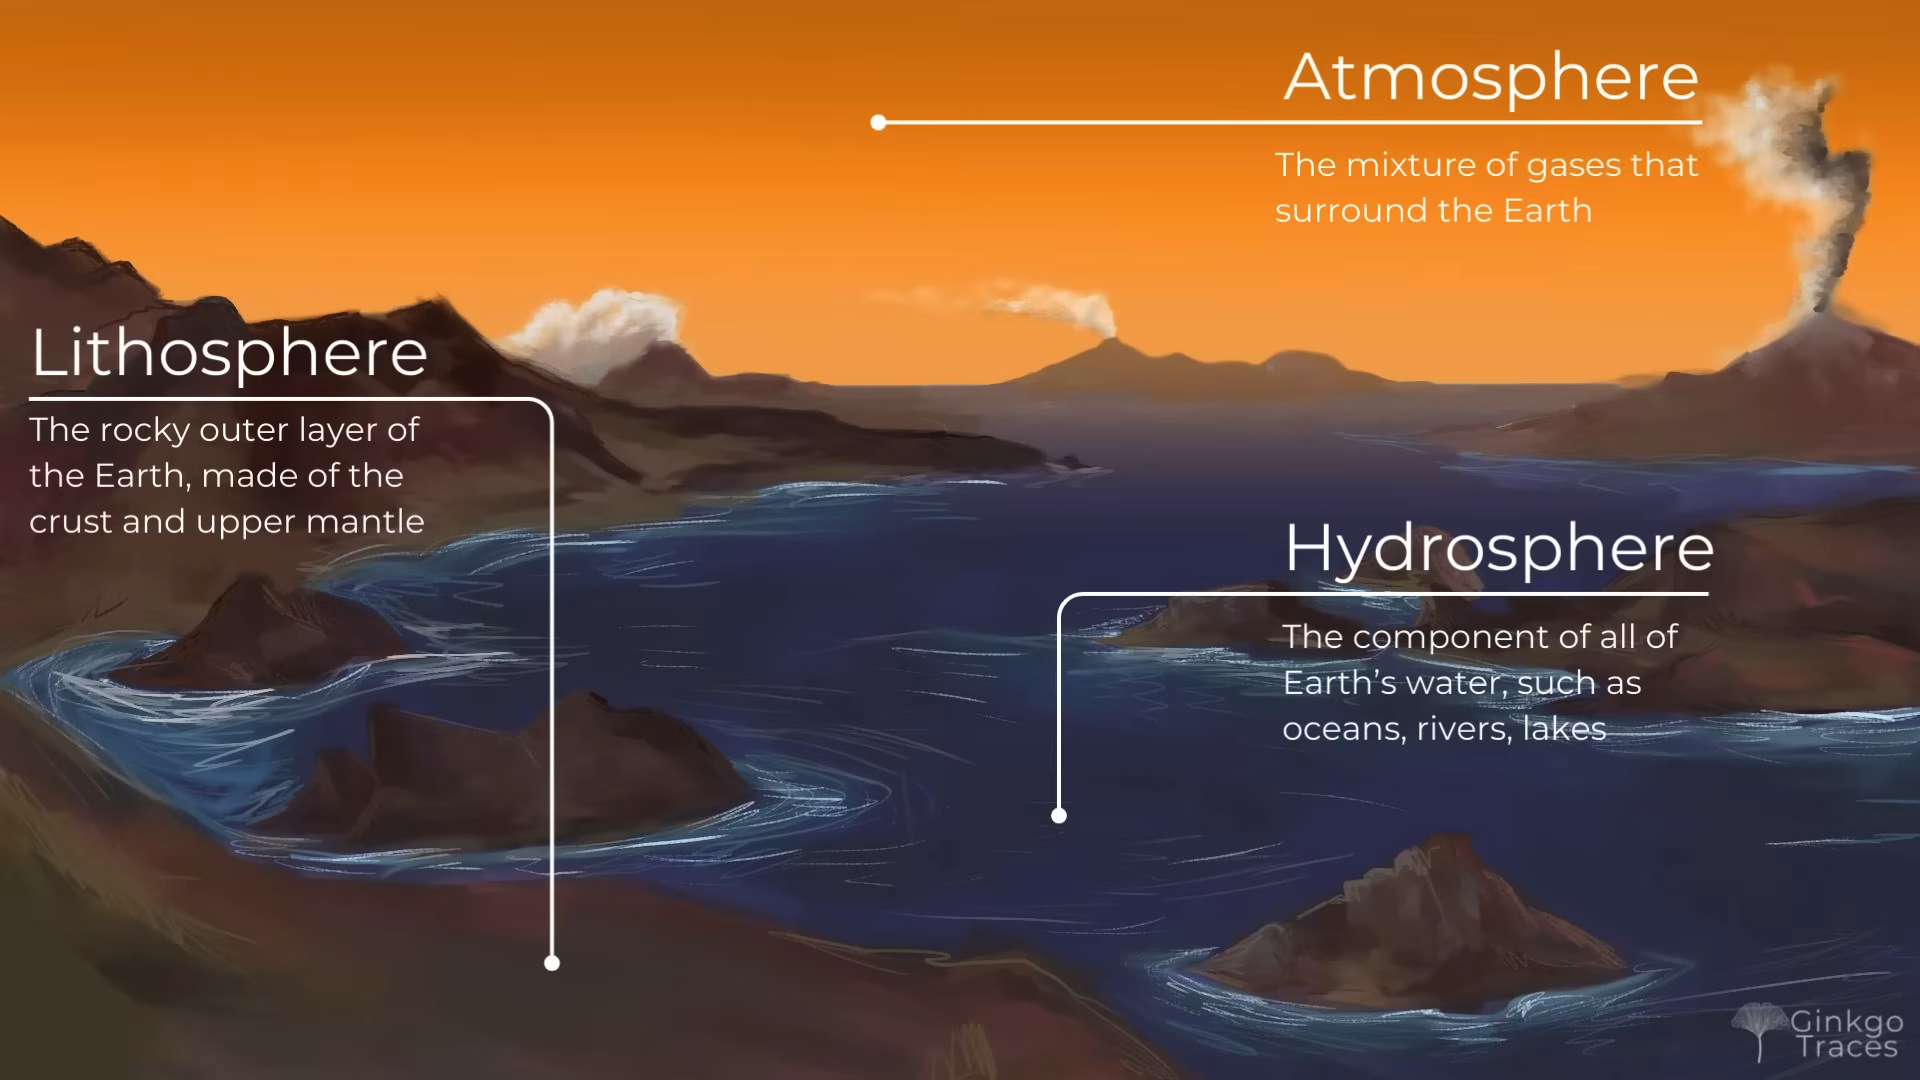 Atmosphere
The mixture of gases that
surround the Earth
Lithosphere
The rocky outer layer of
the Earth, made of the
crust and upper mantle
Hydrosphere
The component of all of
Earth’s water, such as
oceans, rivers, lakes
Ginkgo
Traces